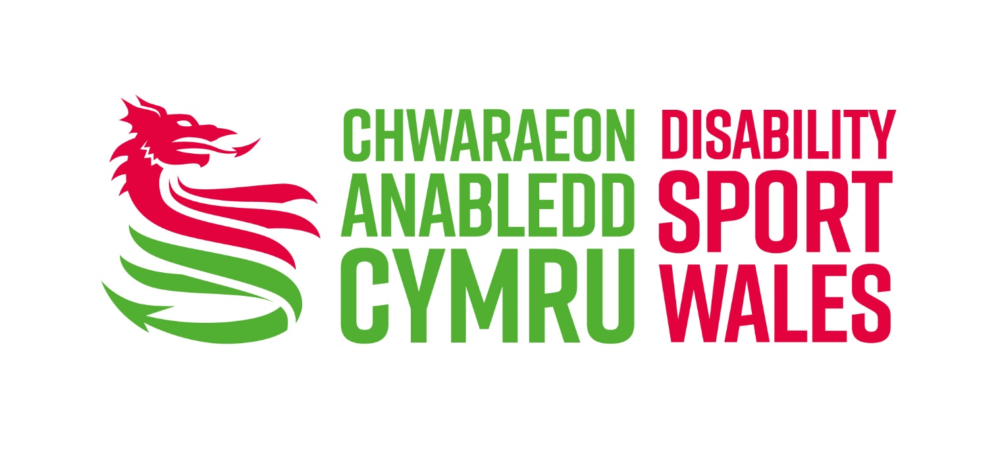 CHWARAEON
ANABLEDD
CYMRU
DISABILITY
SPORT
WALES